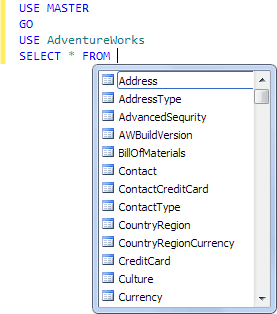 USE MASTER
GO
USE AdventureWorks
SELECT * FROM
Address
AddressType
AdvancedSequrity
AWBuildVersion
BillOfMaterials
Contact
ContactCreditCard
ContactType
CountryRegion
CountryRegionCurrency
CreditCard
Culture
Currency